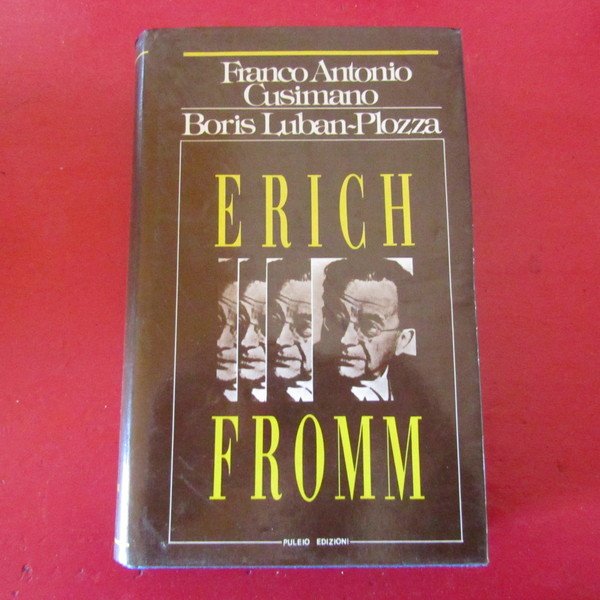 Franco Antonio
Cusimano
Boris Luban-Plozza
ERICH
FROMM
PULEIO EDIZIONI